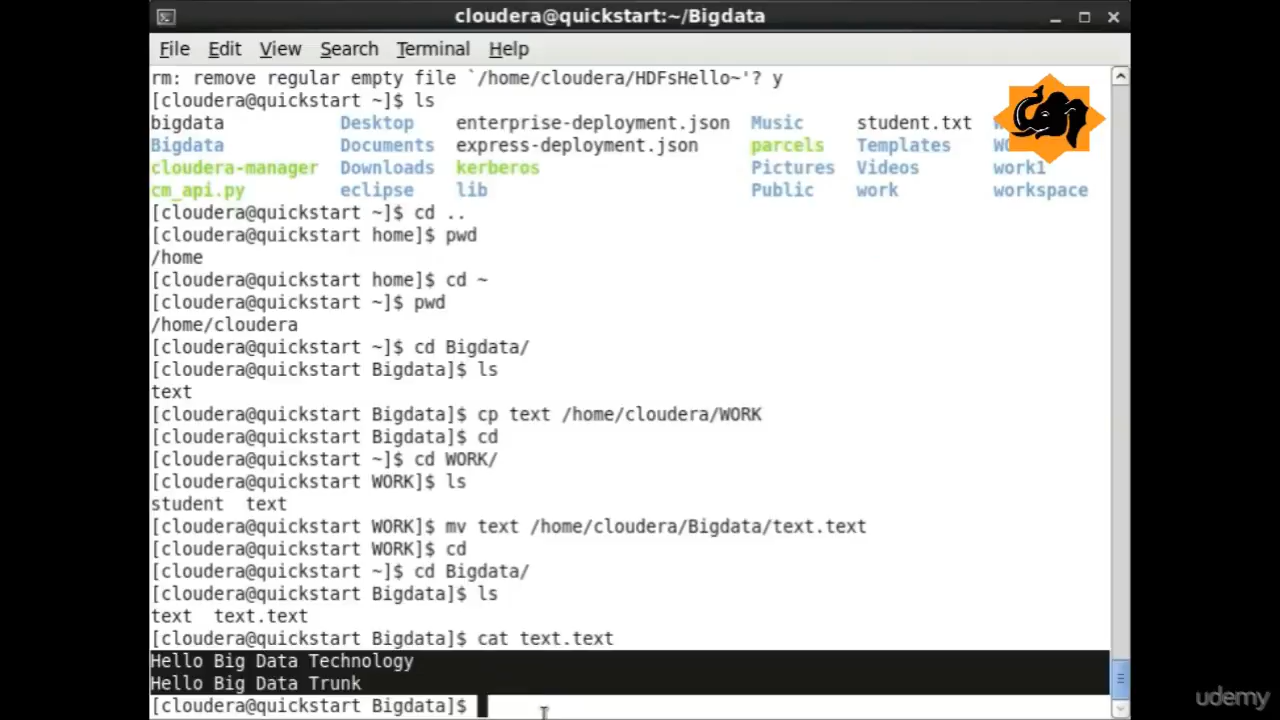 cloudera@quickstart:~/Bigdata
File Edit View Search Terminal Help
rm: remove regular empty file `/home/cloudera/HDFsHello~'? y
[cloudera@quickstart ~]$ ls
bigdata Desktop enterprise-deployment.json Music student.txt
Bigdata Documents express-deployment.json parcels Templates
cloudera-manager Downloads kerberos Pictures Videos work1
cm_api.py eclipse lib Public work workspace
[cloudera@quickstart ~]$ cd ..
[cloudera@quickstart home]$ pwd
/home
[cloudera@quickstart home]$ cd ~
[cloudera@quickstart ~]$ pwd
/home/cloudera
[cloudera@quickstart ~]$ cd Bigdata/
[cloudera@quickstart Bigdata]$ ls
text
[cloudera@quickstart Bigdata]$ cp text /home/cloudera/WORK
[cloudera@quickstart Bigdata]$ cd
[cloudera@quickstart ~]$ cd WORK/
[cloudera@quickstart WORK]$ ls
student text
[cloudera@quickstart WORK]$ mv text /home/cloudera/Bigdata/text.text
[cloudera@quickstart WORK]$ cd
[cloudera@quickstart ~]$ cd Bigdata/
[cloudera@quickstart Bigdata]$ ls
text text.text
[cloudera@quickstart Bigdata]$ cat text.text
Hello Big Data Technology
Hello Big Data Trunk
[cloudera@quickstart Bigdata]$
udemy